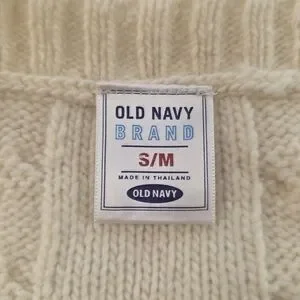 OLD NAVY
BRAND
S/M
MADE IN THAILAND
OLD NAVY